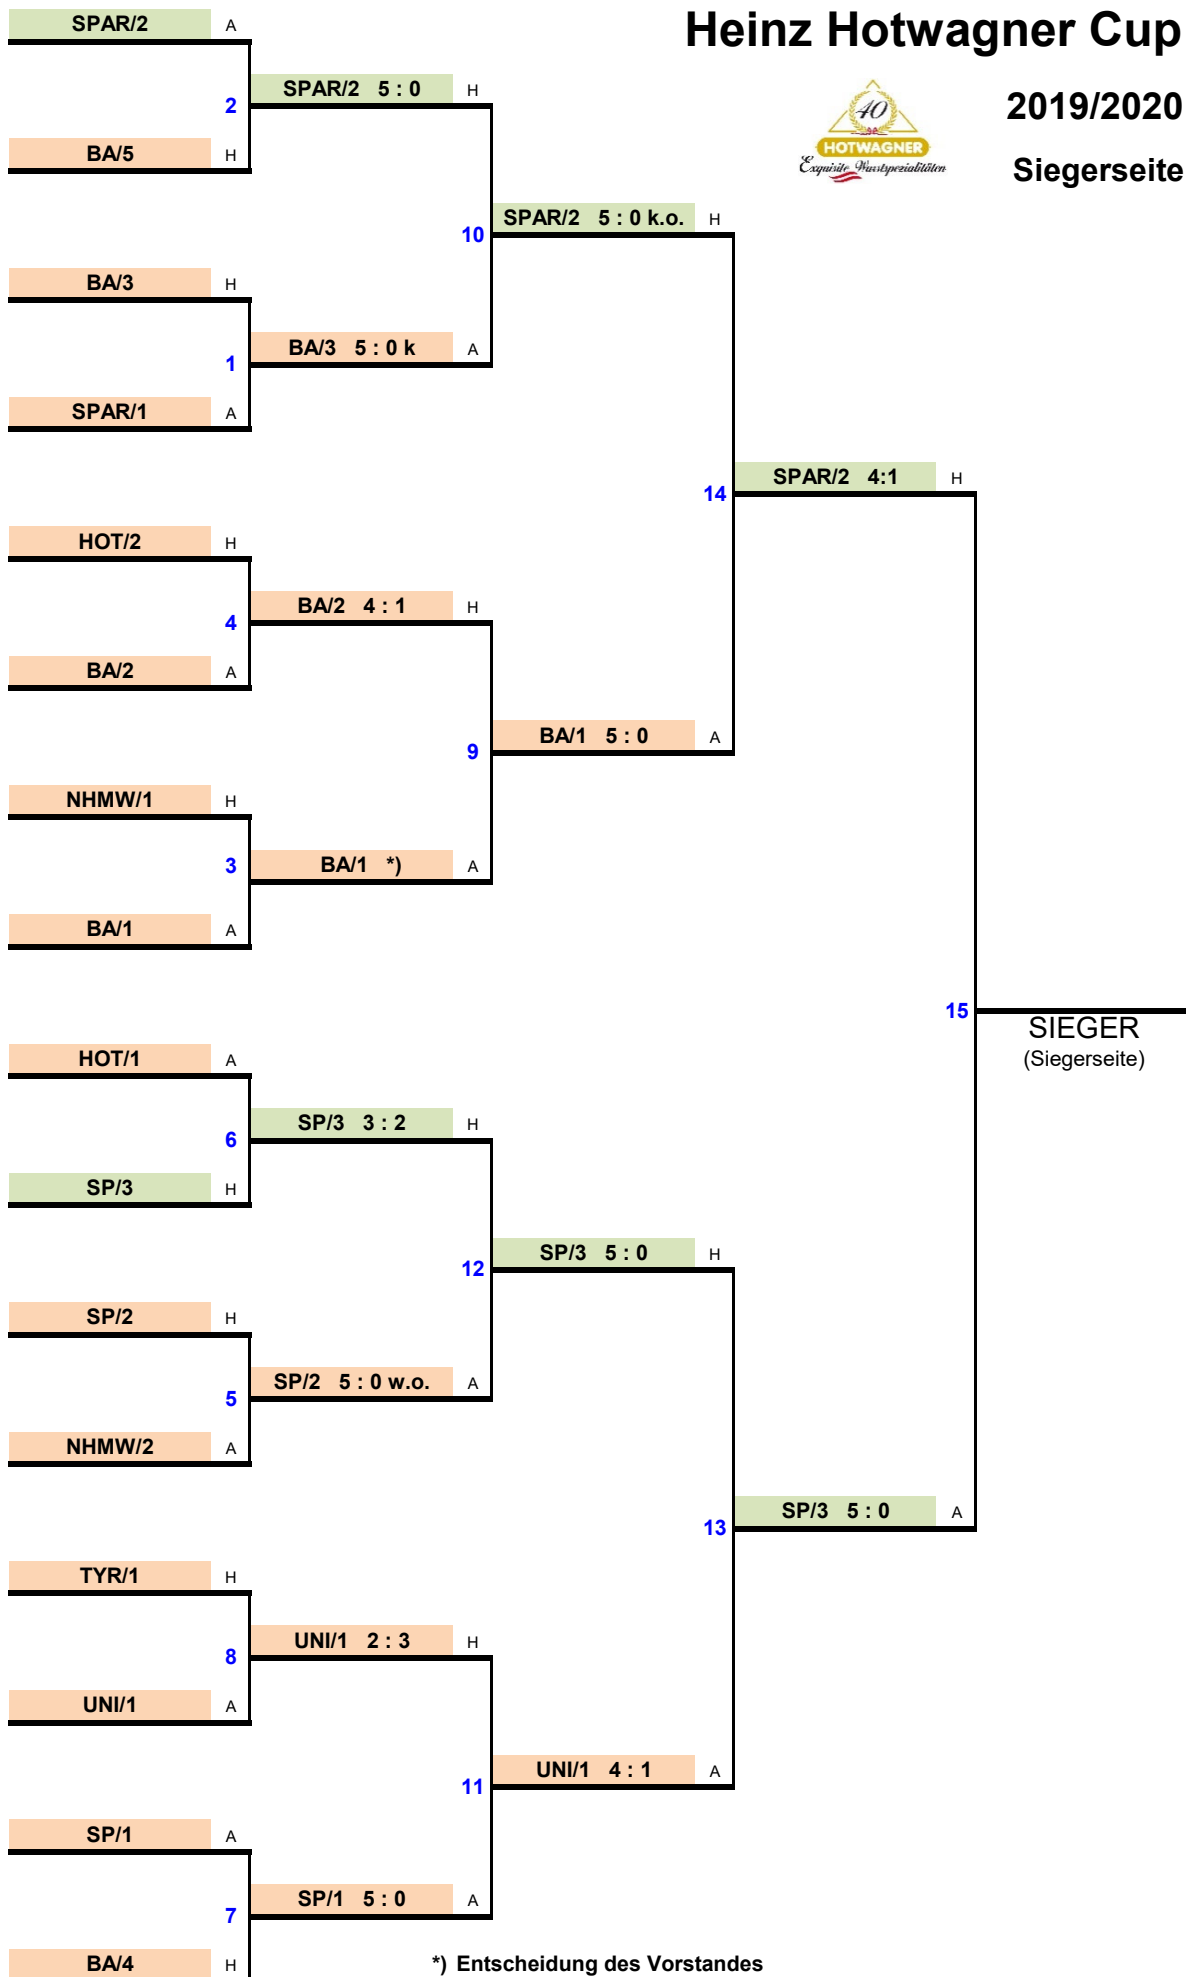 SPAR/2 A Heinz Hotwagner Cup
SPAR/2 5 : 0 H
2 40 2019/2020
HOTWAGNER
BA/5 H Exquisite Wurstspezialitäten Siegerseite
SPAR/2 5 : 0 k.o. H
10
BA/3 H
BA/3 5 : 0 k A
1
SPAR/1 A
SPAR/2 4:1 H
14
HOT/2 H
BA/2 4 : 1 H
4
BA/2 A
BA/1 5 : 0 A
9
NHMW/1 H
3 BA/1 *) A
BA/1 A
15
SIEGER
(Siegerseite)
HOT/1 A
SP/3 3 : 2 H
6
SP/3 H
SP/3 5 : 0 H
12
SP/2 H
SP/2 5 : 0 w.o. A
5
NHMW/2 A
SP/3 5 : 0 A
13
TYR/1 H
UNI/1 2 : 3 H
8
UNI/1 A
UNI/1 4 : 1 A
11
SP/1 A
SP/1 5 : 0 A
7
BA/4 H *) Entscheidung des Vorstandes